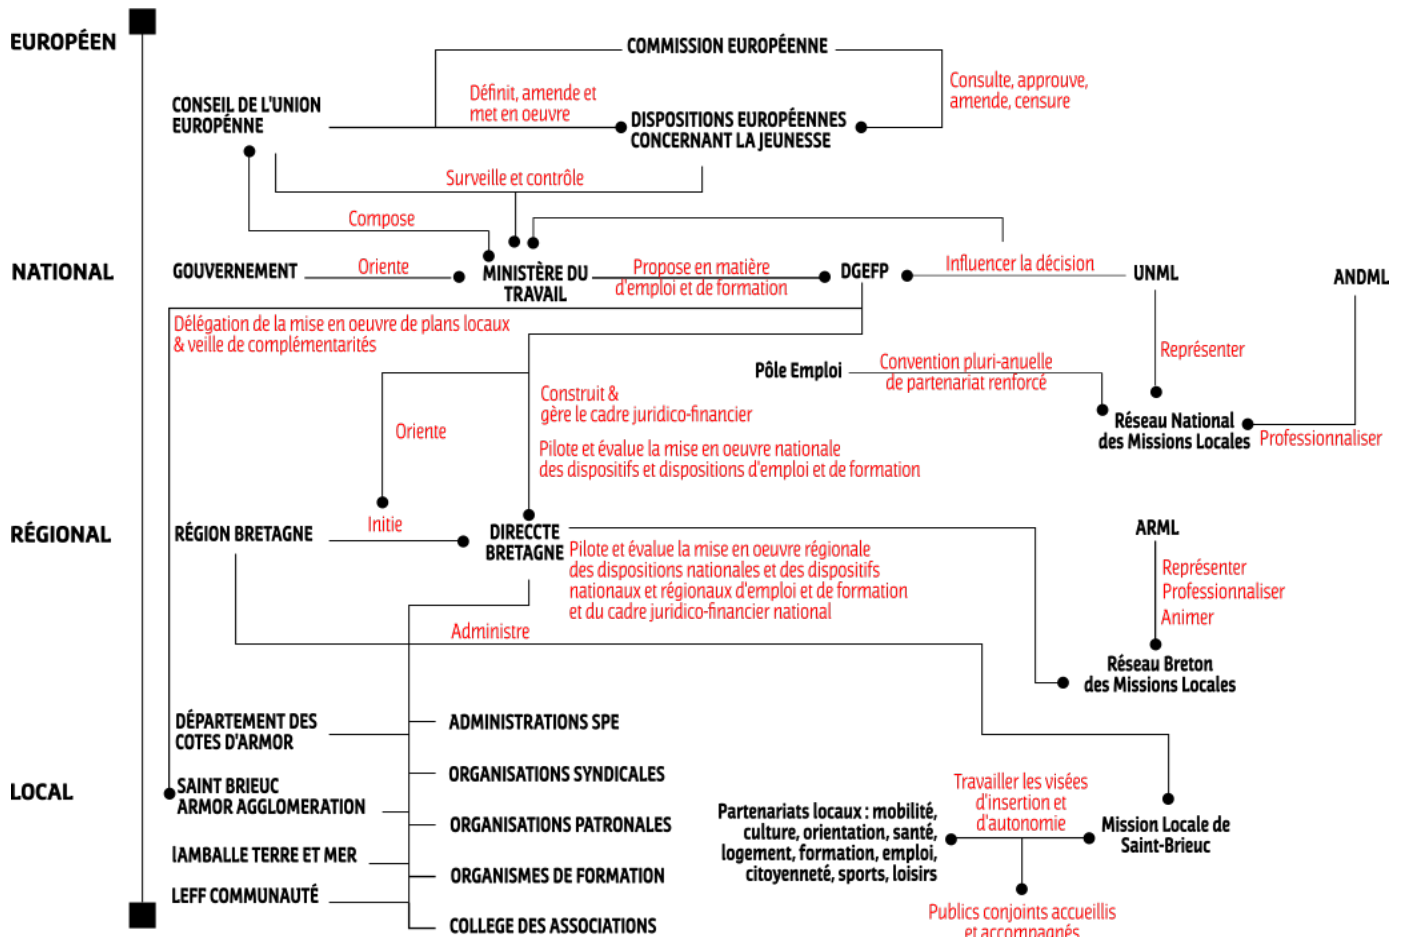 EUROPÉEN
COMMISSION EUROPÉENNE
Consulte, approuve,
amende, censure
Définit, amende et
met en oeuvre
CONSEIL DE L'UNION
EUROPÉNNE
DISPOSITIONS EUROPÉENNES
CONCERNANT LA JEUNESSE
Surveille et contrôle
Compose
NATIONAL
GOUVERNEMENT
Oriente
MINISTÈRE DU
TRAVAIL
Propose en matière
d'emploi et de formation
DGEFP
Influencer la décision
UNML
ANDML
Délégation de la mise en oeuvre de plans locaux
& veille de complémentarités
Représenter
Pôle Emploi
Convention pluri-anuelle
de partenariat renforcé
Construit &
gère le cadre juridico-financier
Oriente
Réseau National
des Missions Locales
Professionnaliser
Pilote et évalue la mise en oeuvre nationale
des dispositifs et dispositions d'emploi et de formation
RÉGIONAL
RÉGION BRETAGNE
Initie
DIRECCTE
BRETAGNE
Pilote et évalue la mise en oeuvre régionale
des dispositions nationales et des dispositifs
nationaux et régionaux d'emploi et de formation
et du cadre juridico-financier national
ARML
Représenter
Professionnaliser
Animer
Administre
Réseau Breton
des Missions Locales
DÉPARTEMENT DES
COTES D'ARMOR
ADMINISTRATIONS SPE
ORGANISATIONS SYNDICALES
LOCAL
SAINT BRIEUC
ARMOR AGGLOMERATION
ORGANISATIONS PATRONALES
lAMBALLE TERRE ET MER
ORGANISMES DE FORMATION
LEFF COMMUNAUTÉ
COLLEGE DES ASSOCIATIONS
Partenariats locaux : mobilité,
culture, orientation, santé,
logement, formation, emploi,
citoyenneté, sports, loisirs
Travailler les visées
d'insertion et
d'autonomie
Mission Locale de
Saint-Brieuc
Publics conjoints accueillis
et accompagnés